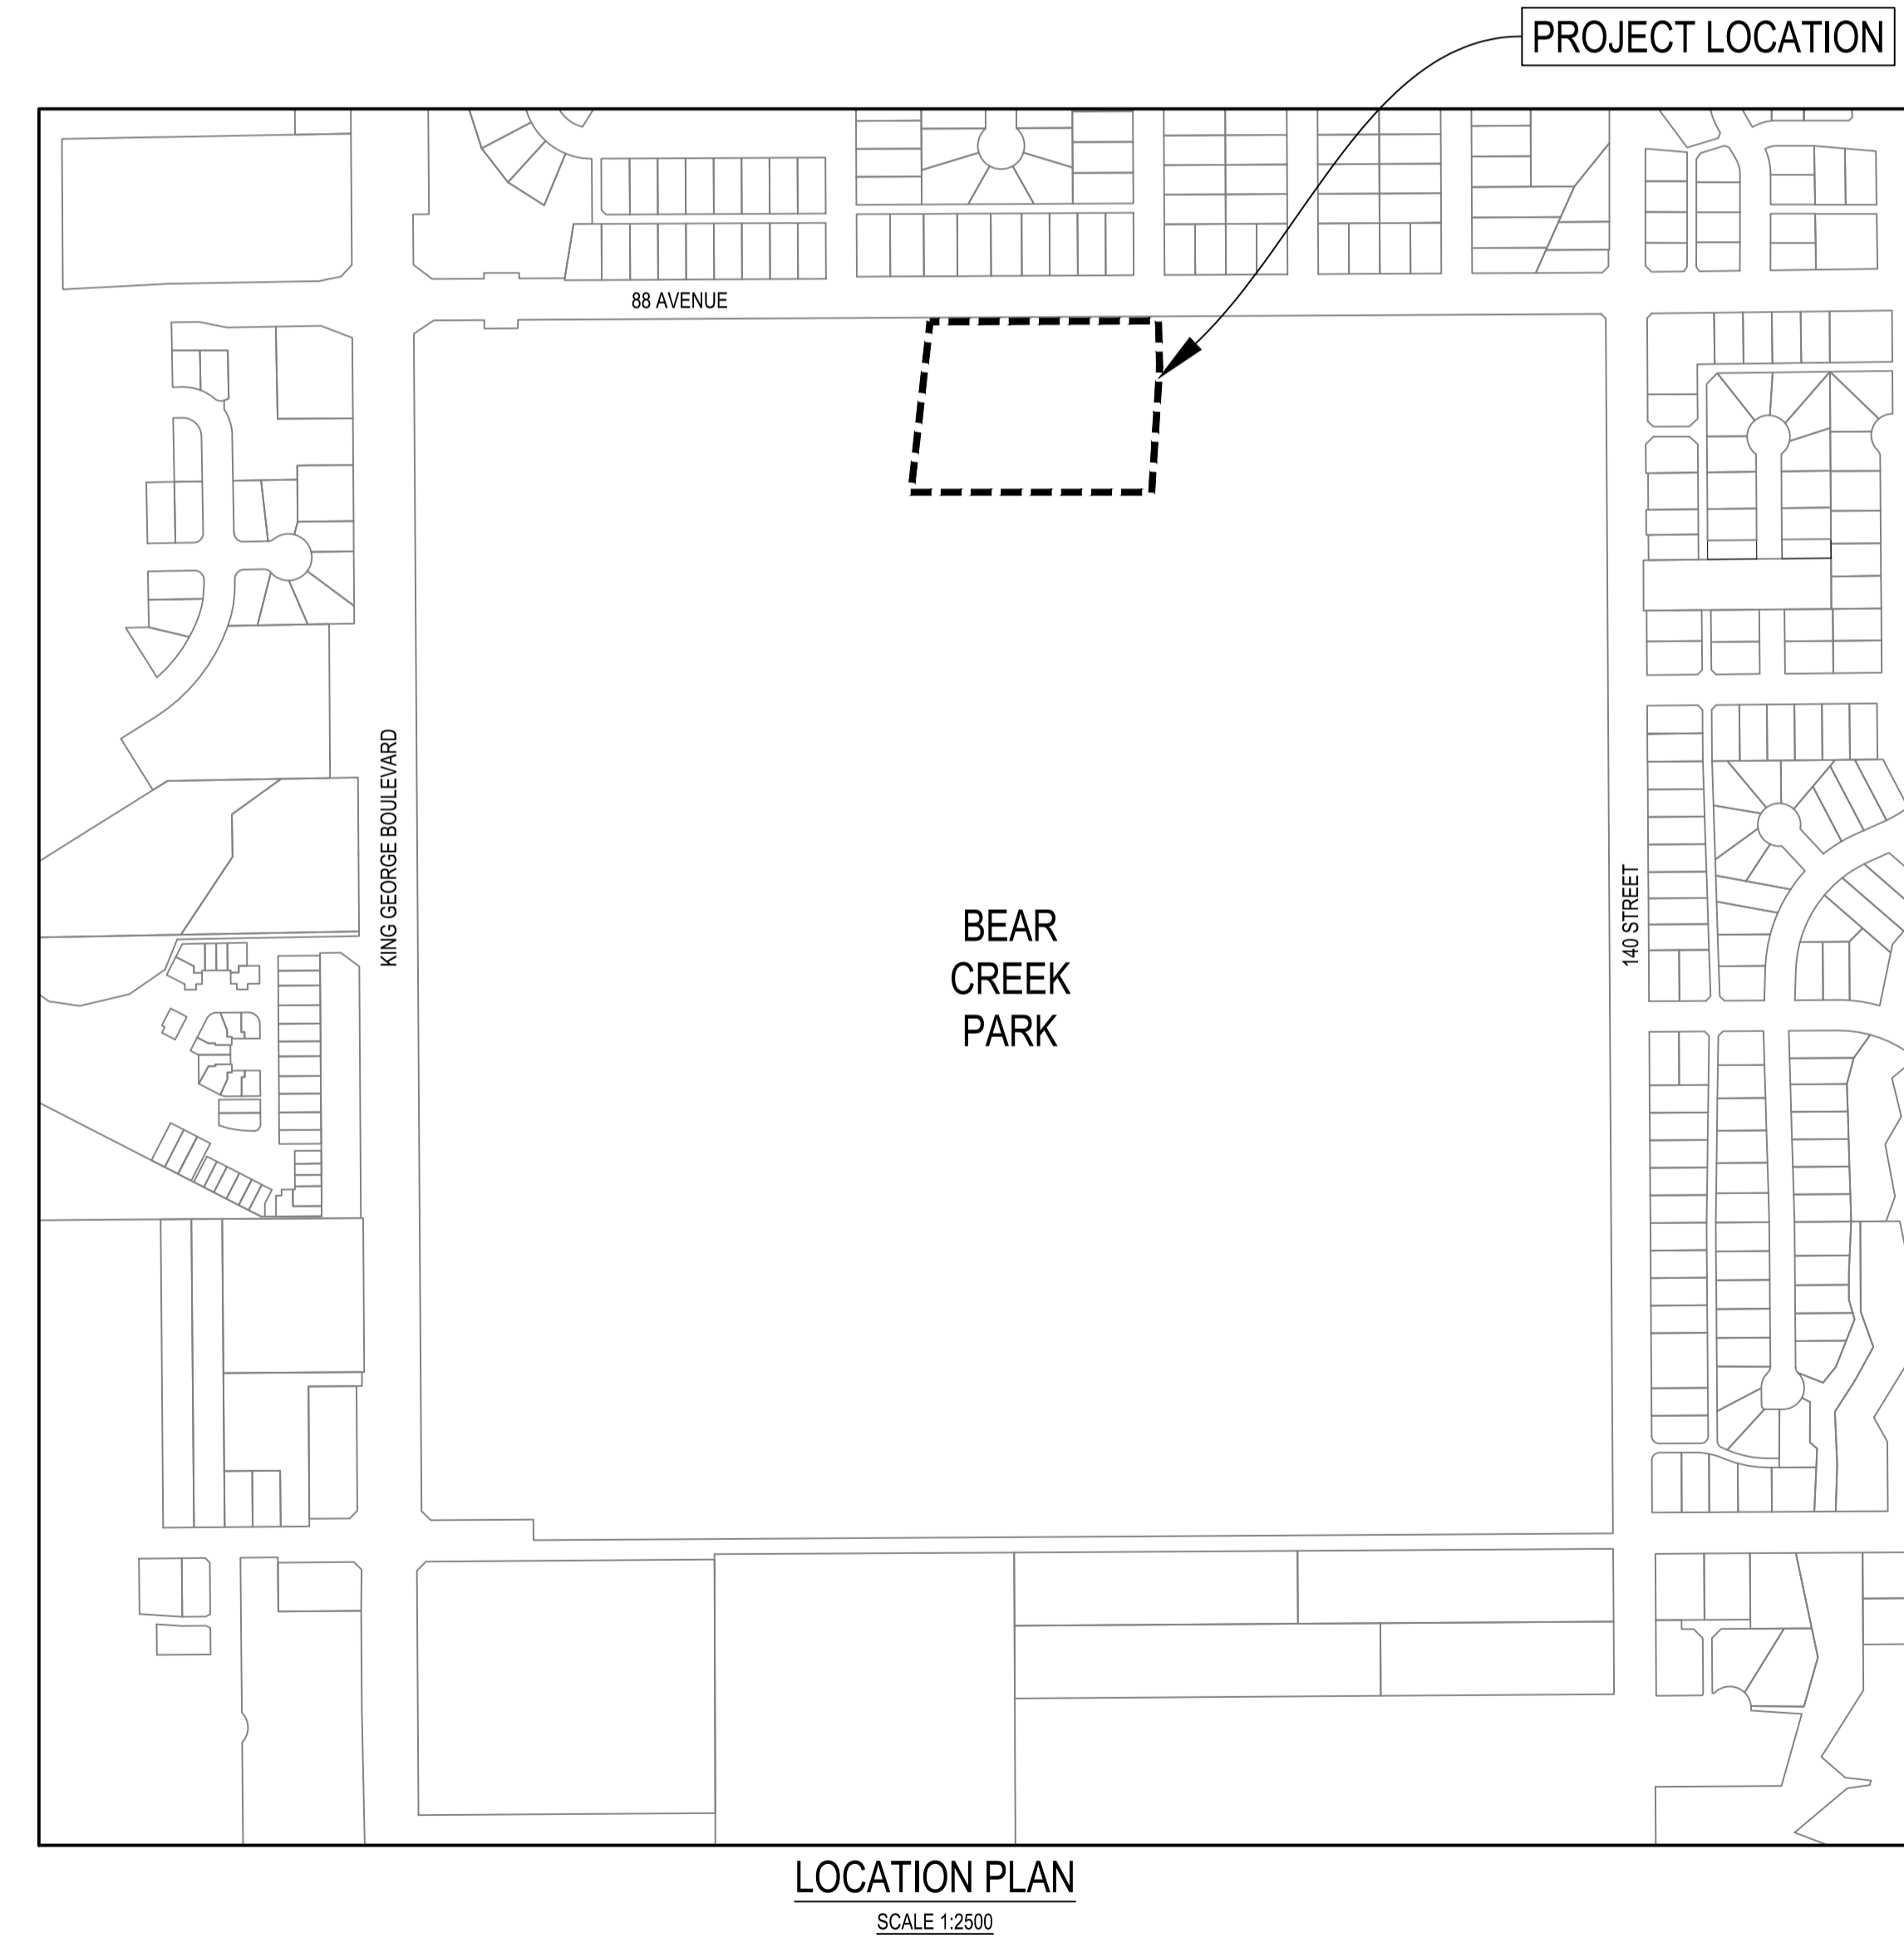 PROJECT LOCATION
88 AVENUE
KING GEORGE BOULEVARD
BEAR
CREEK
PARK
140 STREET
LOCATION PLAN
SCALE 1:2500